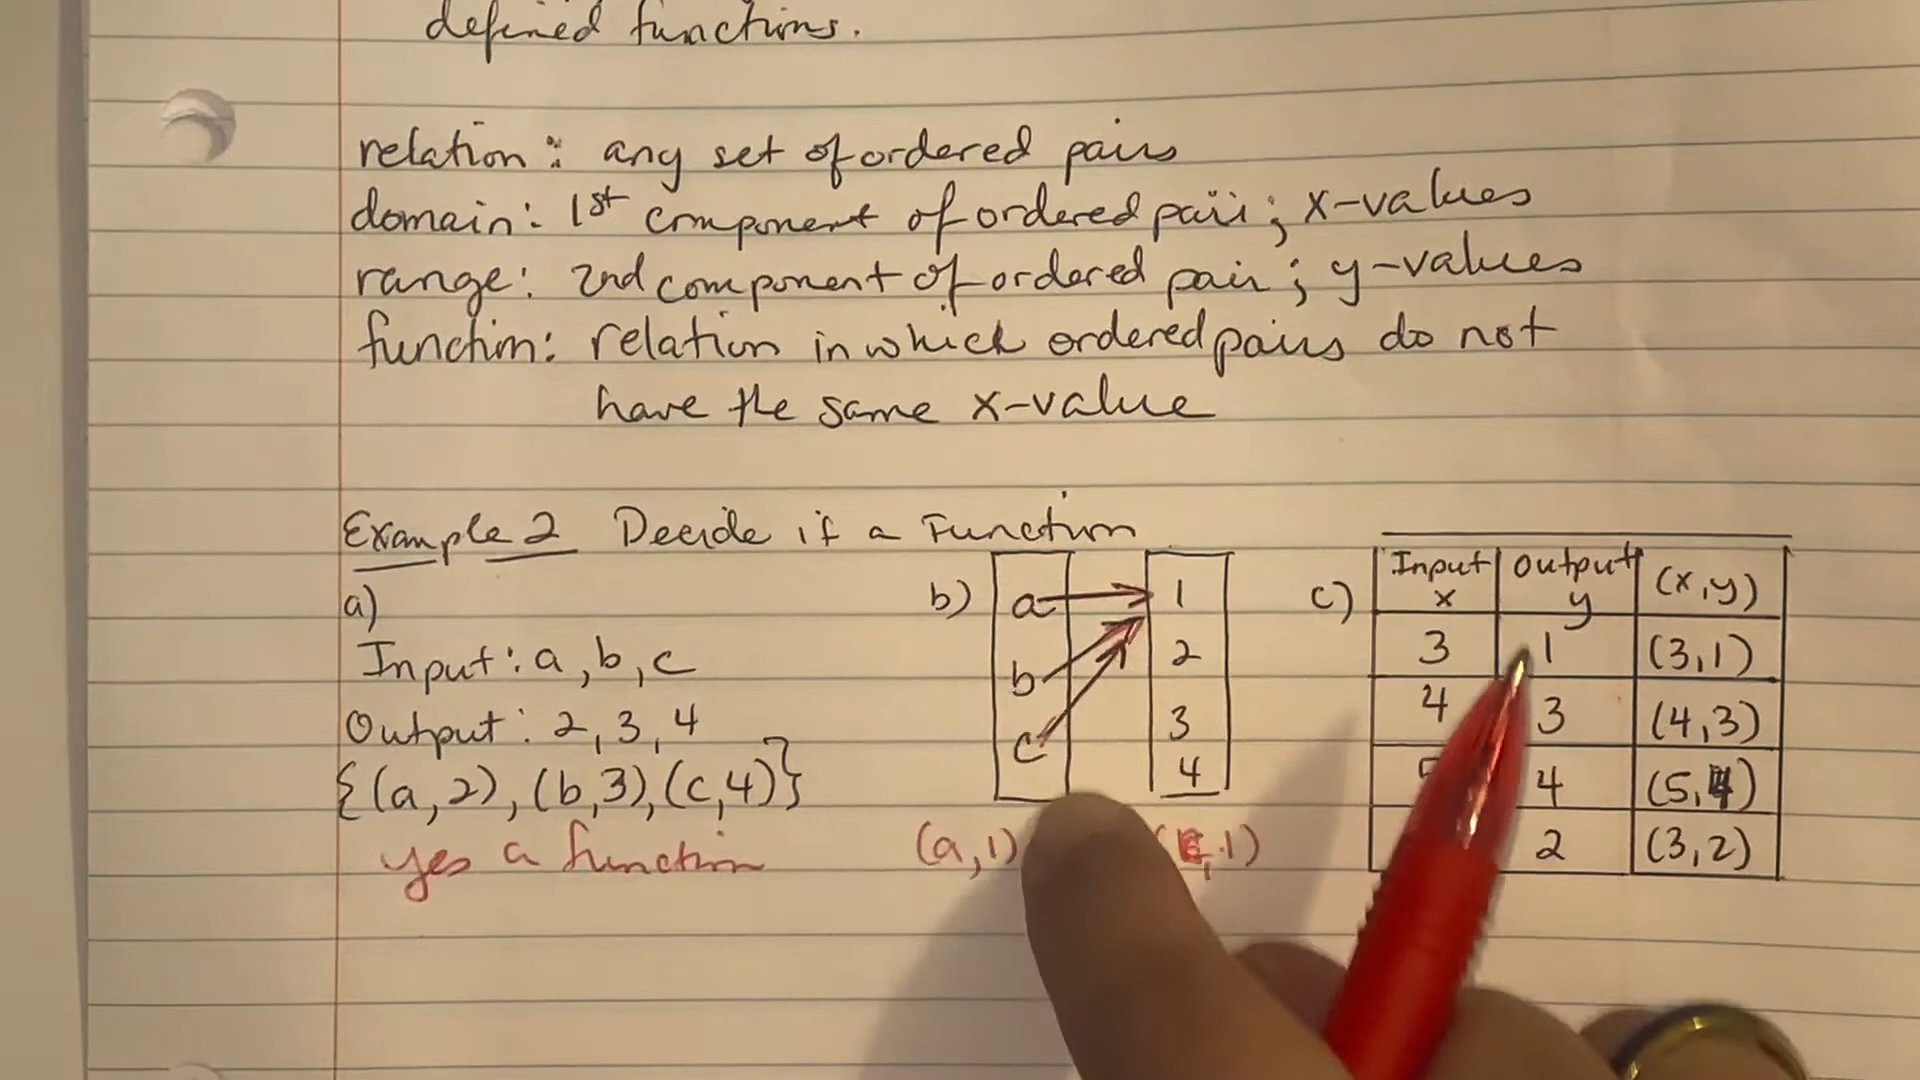 defined functions.
relation: any set of ordered pairs
domain: 1st component of ordered pair; x-values
range: 2nd component of ordered pair; y-values
function: relation in which ordered pairs do not
have the same x-value
Example 2 Decide if a Function
a)
Input: a, b, c
Output: 2, 3, 4
{(a,2), (b,3), (c,4)}
yes a function
b)
a 1
b 2
c 3
4
(a,1) ,1)
c)
Input x Output y (x,y)
3 1 (3,1)
4 3 (4,3)
4 (5,4)
2 (3,2)